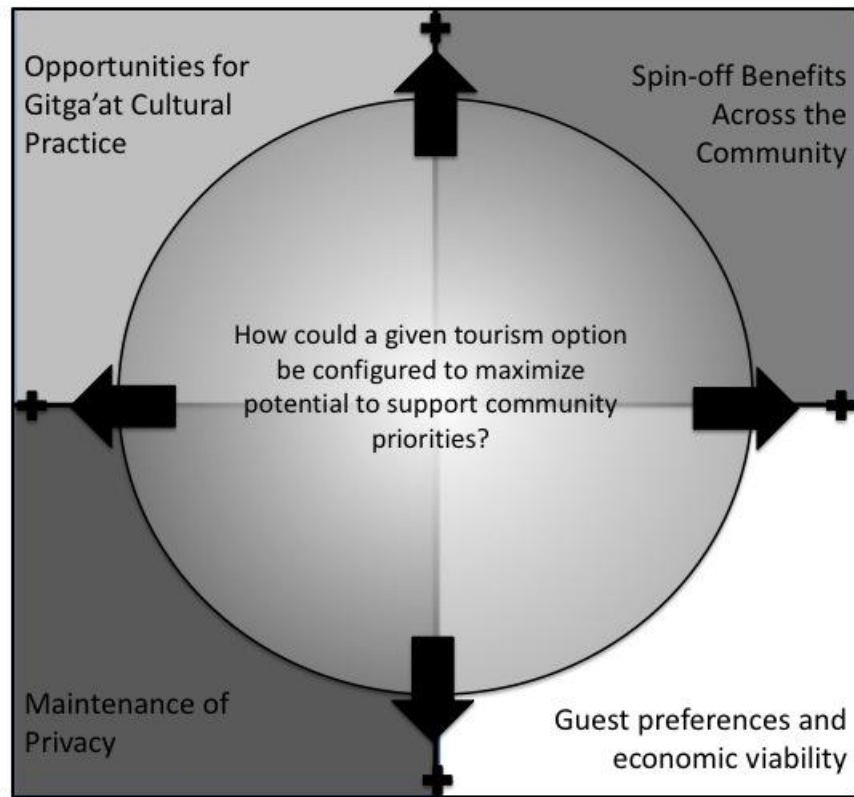 Opportunities for
Gitga'at Cultural
Practice
Spin-off Benefits
Across the
Community
How could a given tourism option
be configured to maximize
potential to support community
priorities?
Maintenance of
Privacy
Guest preferences and
economic viability